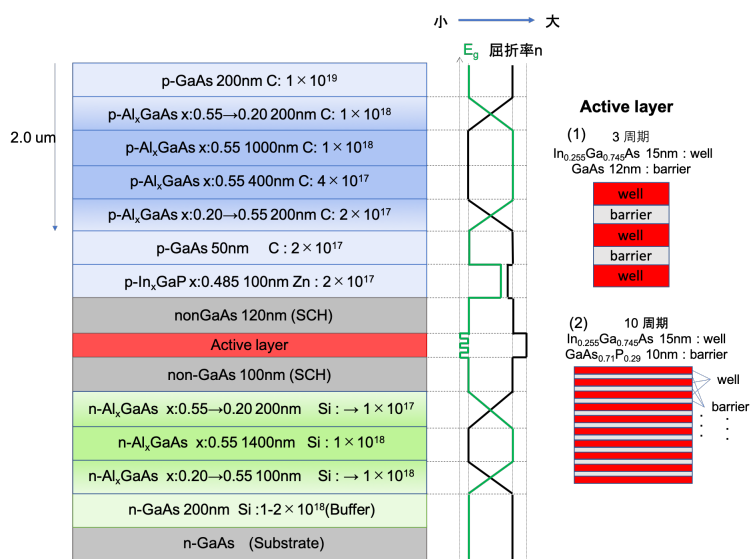 小 大
Eg 屈折率n
2.0 um
p-GaAs 200nm C: 1×10¹⁹
p-AlxGaAs x:0.55→0.20 200nm C: 1×10¹⁸
p-AlxGaAs x:0.55 1000nm C: 1×10¹⁸
p-AlxGaAs x:0.55 400nm C: 4×10¹⁷
p-AlxGaAs x:0.20→0.55 200nm C: 2×10¹⁷
p-GaAs 50nm C : 2×10¹⁷
p-InxGaP x:0.485 100nm Zn : 2×10¹⁷
nonGaAs 120nm (SCH)
Active layer
non-GaAs 100nm (SCH)
n-AlxGaAs x:0.55→0.20 200nm Si : → 1×10¹⁷
n-AlxGaAs x:0.55 1400nm Si : 1×10¹⁸
n-AlxGaAs x:0.20→0.55 100nm Si : → 1×10¹⁸
n-GaAs 200nm Si :1-2×10¹⁸(Buffer)
n-GaAs (Substrate)
Active layer
(1) 3 周期
In0.255Ga0.745As 15nm : well
GaAs 12nm : barrier
well
barrier
well
barrier
well
(2) 10 周期
In0.255Ga0.745As 15nm : well
GaAs0.71P0.29 10nm : barrier
well
barrier